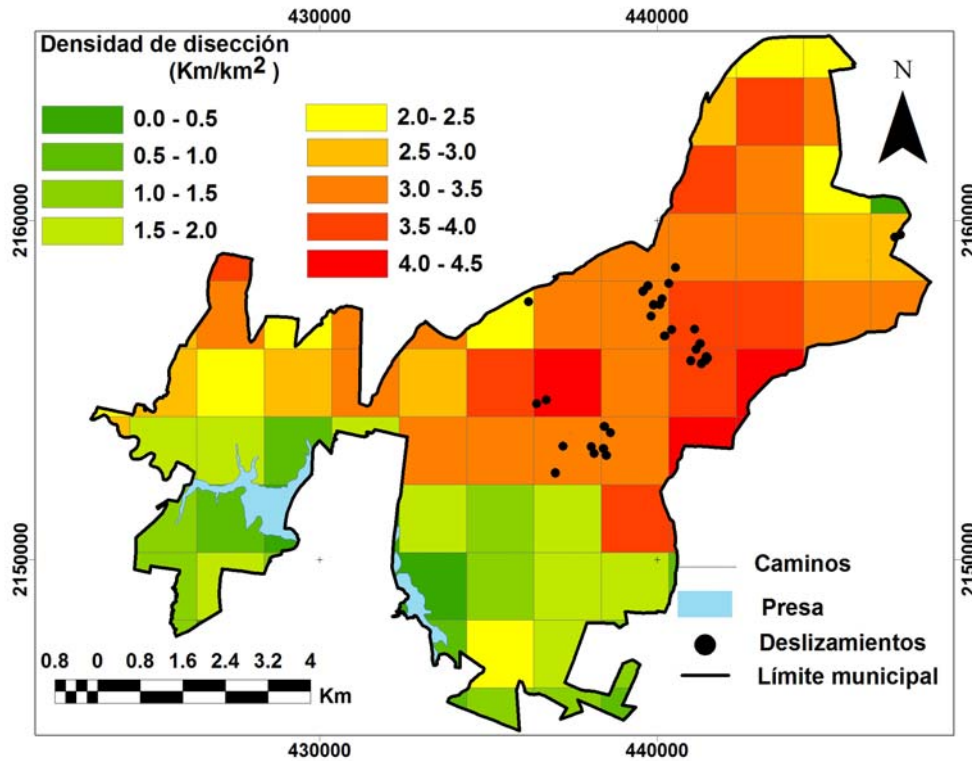 430000
440000
Densidad de disección
(Km/km²)
0.0 - 0.5
0.5 - 1.0
1.0 - 1.5
1.5 - 2.0
2.0- 2.5
2.5 -3.0
3.0 - 3.5
3.5 -4.0
4.0 - 4.5
N
2160000
2160000
2150000
2150000
Caminos
Presa
Deslizamientos
Límite municipal
0.8 0 0.8 1.6 2.4 3.2 4
Km
430000
440000